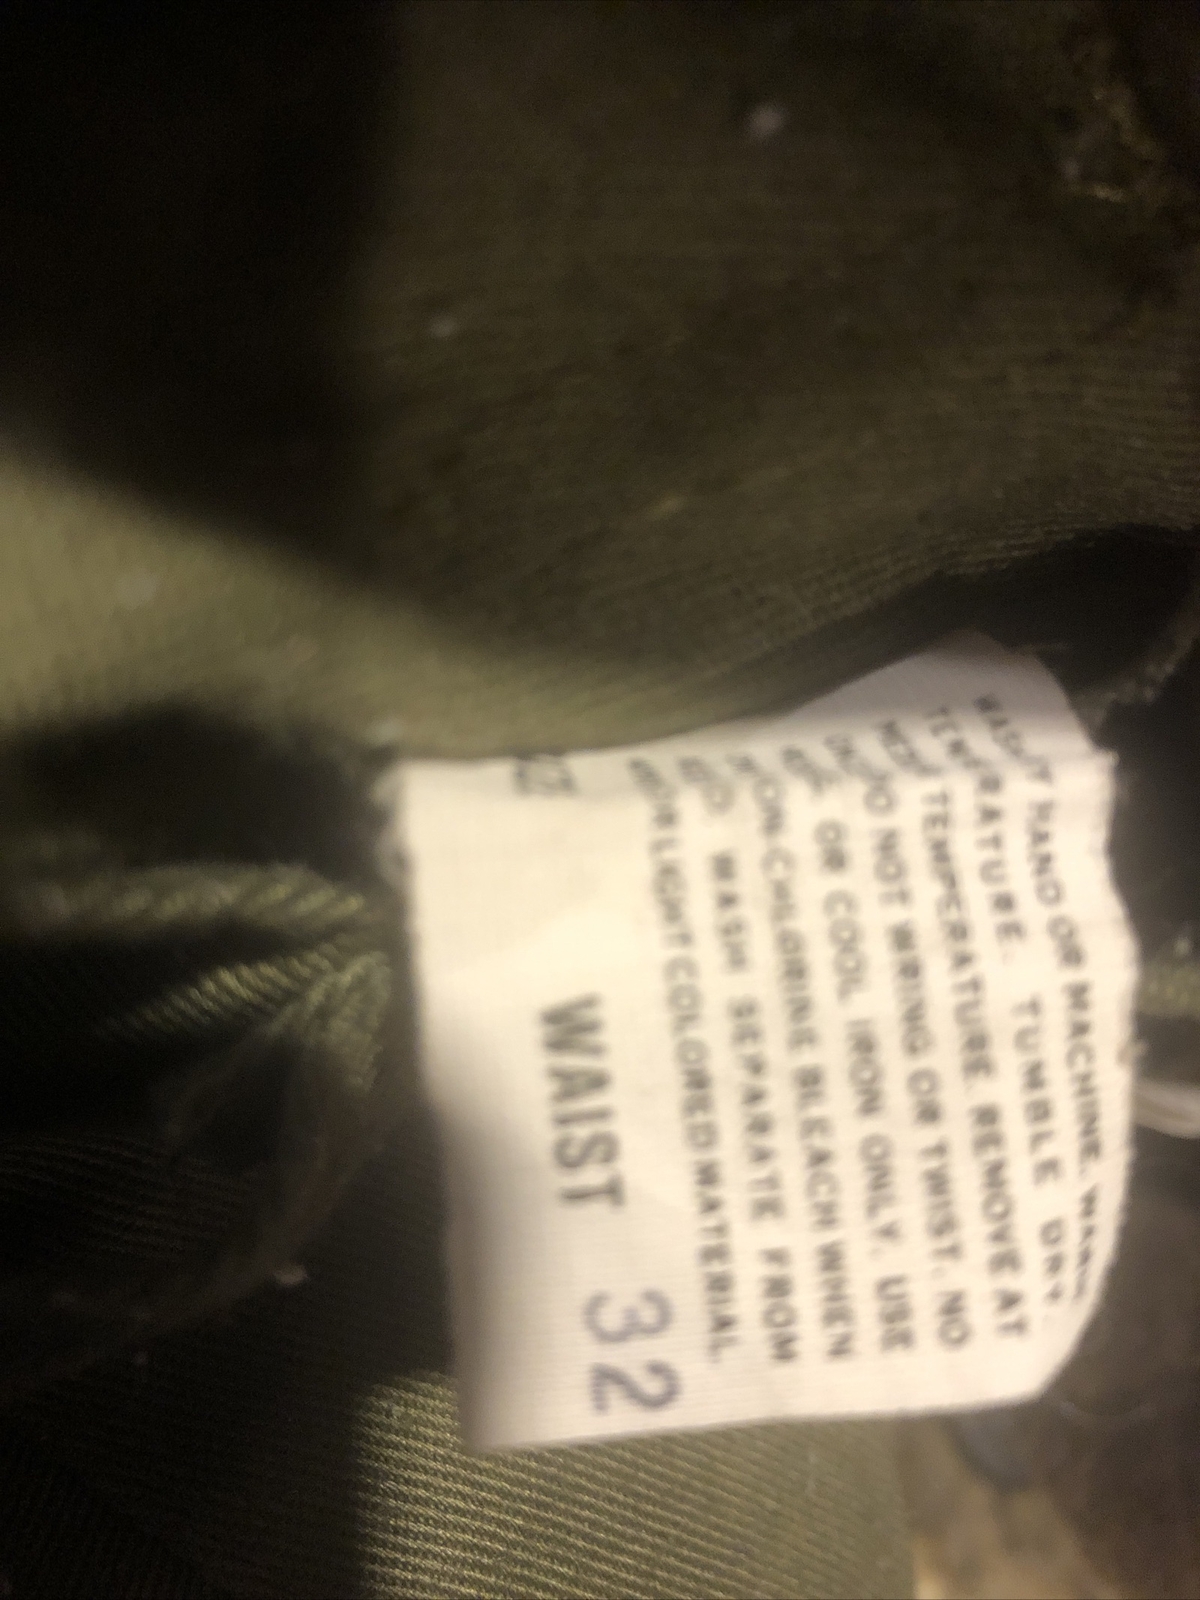 HAND OR MACHINE. WARM
TEMPERATURE. TUMBLE DRY.
TEMPERATURE. REMOVE AT
DO NOT WRING OR TWIST. NO
OR COOL IRON ONLY. USE
NON-CHLORINE BLEACH WHEN
WASH SEPARATE FROM
LIGHT COLORED MATERIAL.
WAIST 32